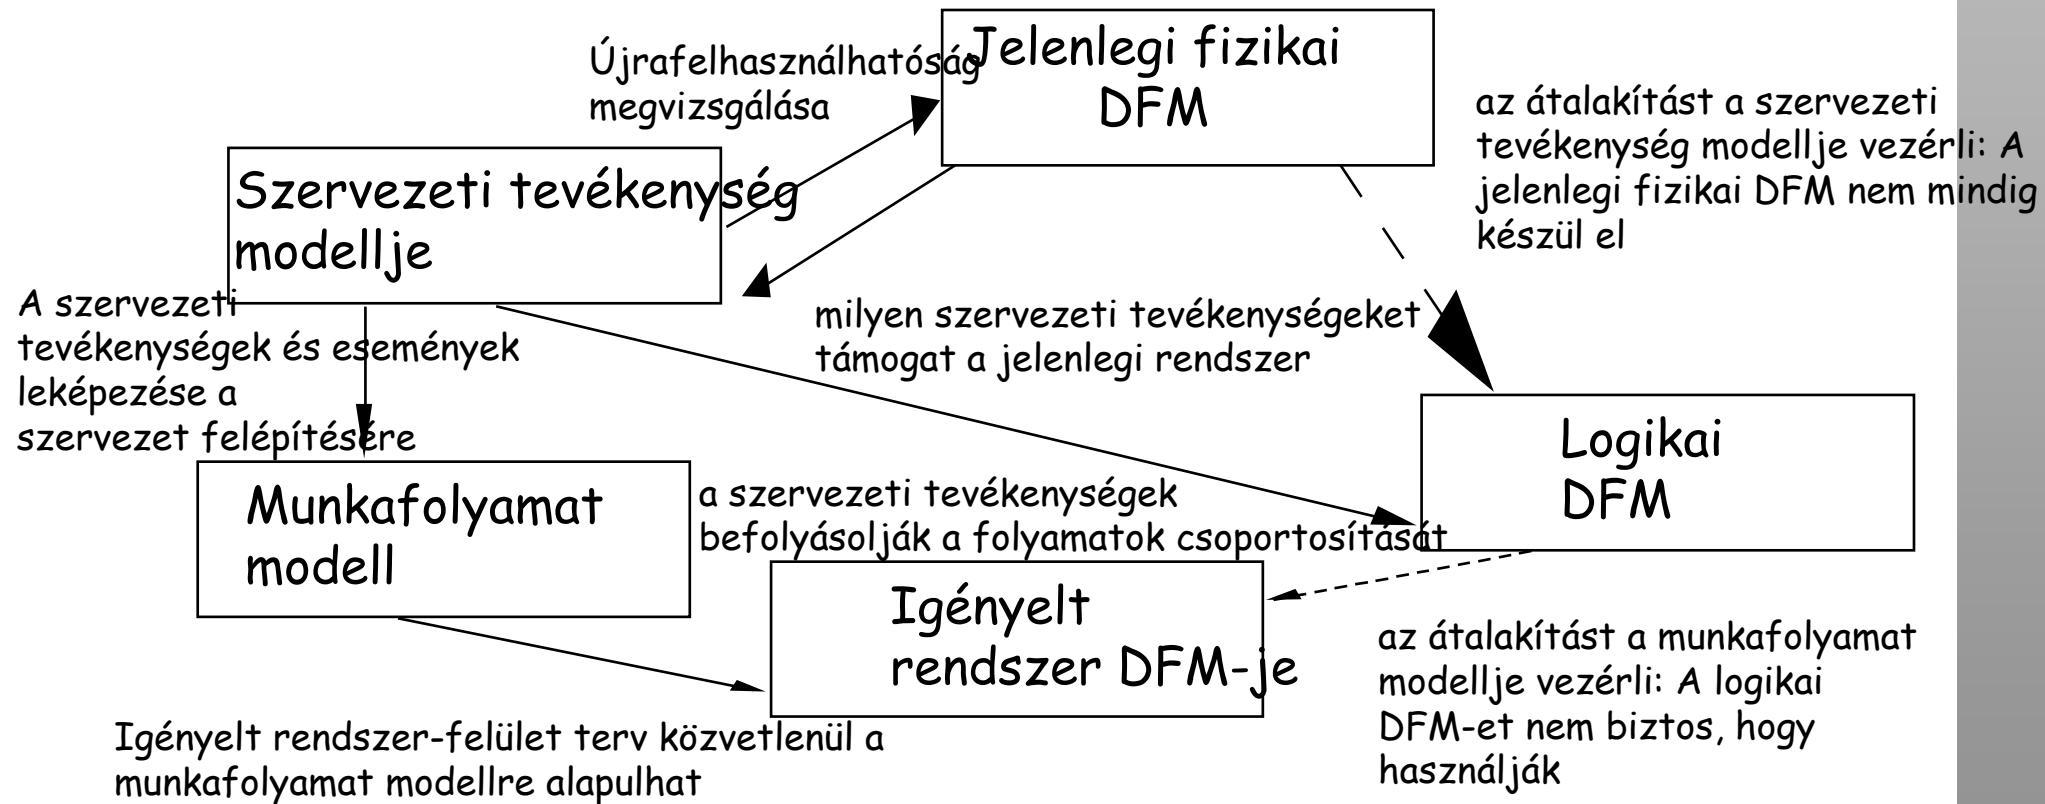 Újrafelhasználhatóság
megvizsgálása
Jelenlegi fizikai
DFM
az átalakítást a szervezeti
tevékenység modellje vezérli: A
jelenlegi fizikai DFM nem mindig
készül el
Szervezeti tevékenység
modellje
A szervezeti
tevékenységek és események
leképezése a
szervezet felépítésére
milyen szervezeti tevékenységeket
támogat a jelenlegi rendszer
Logikai
DFM
Munkafolyamat
modell
a szervezeti tevékenységek
befolyásolják a folyamatok csoportosítását
Igényelt
rendszer DFM-je
az átalakítást a munkafolyamat
modellje vezérli: A logikai
DFM-et nem biztos, hogy
használják
Igényelt rendszer-felület terv közvetlenül a
munkafolyamat modellre alapulhat